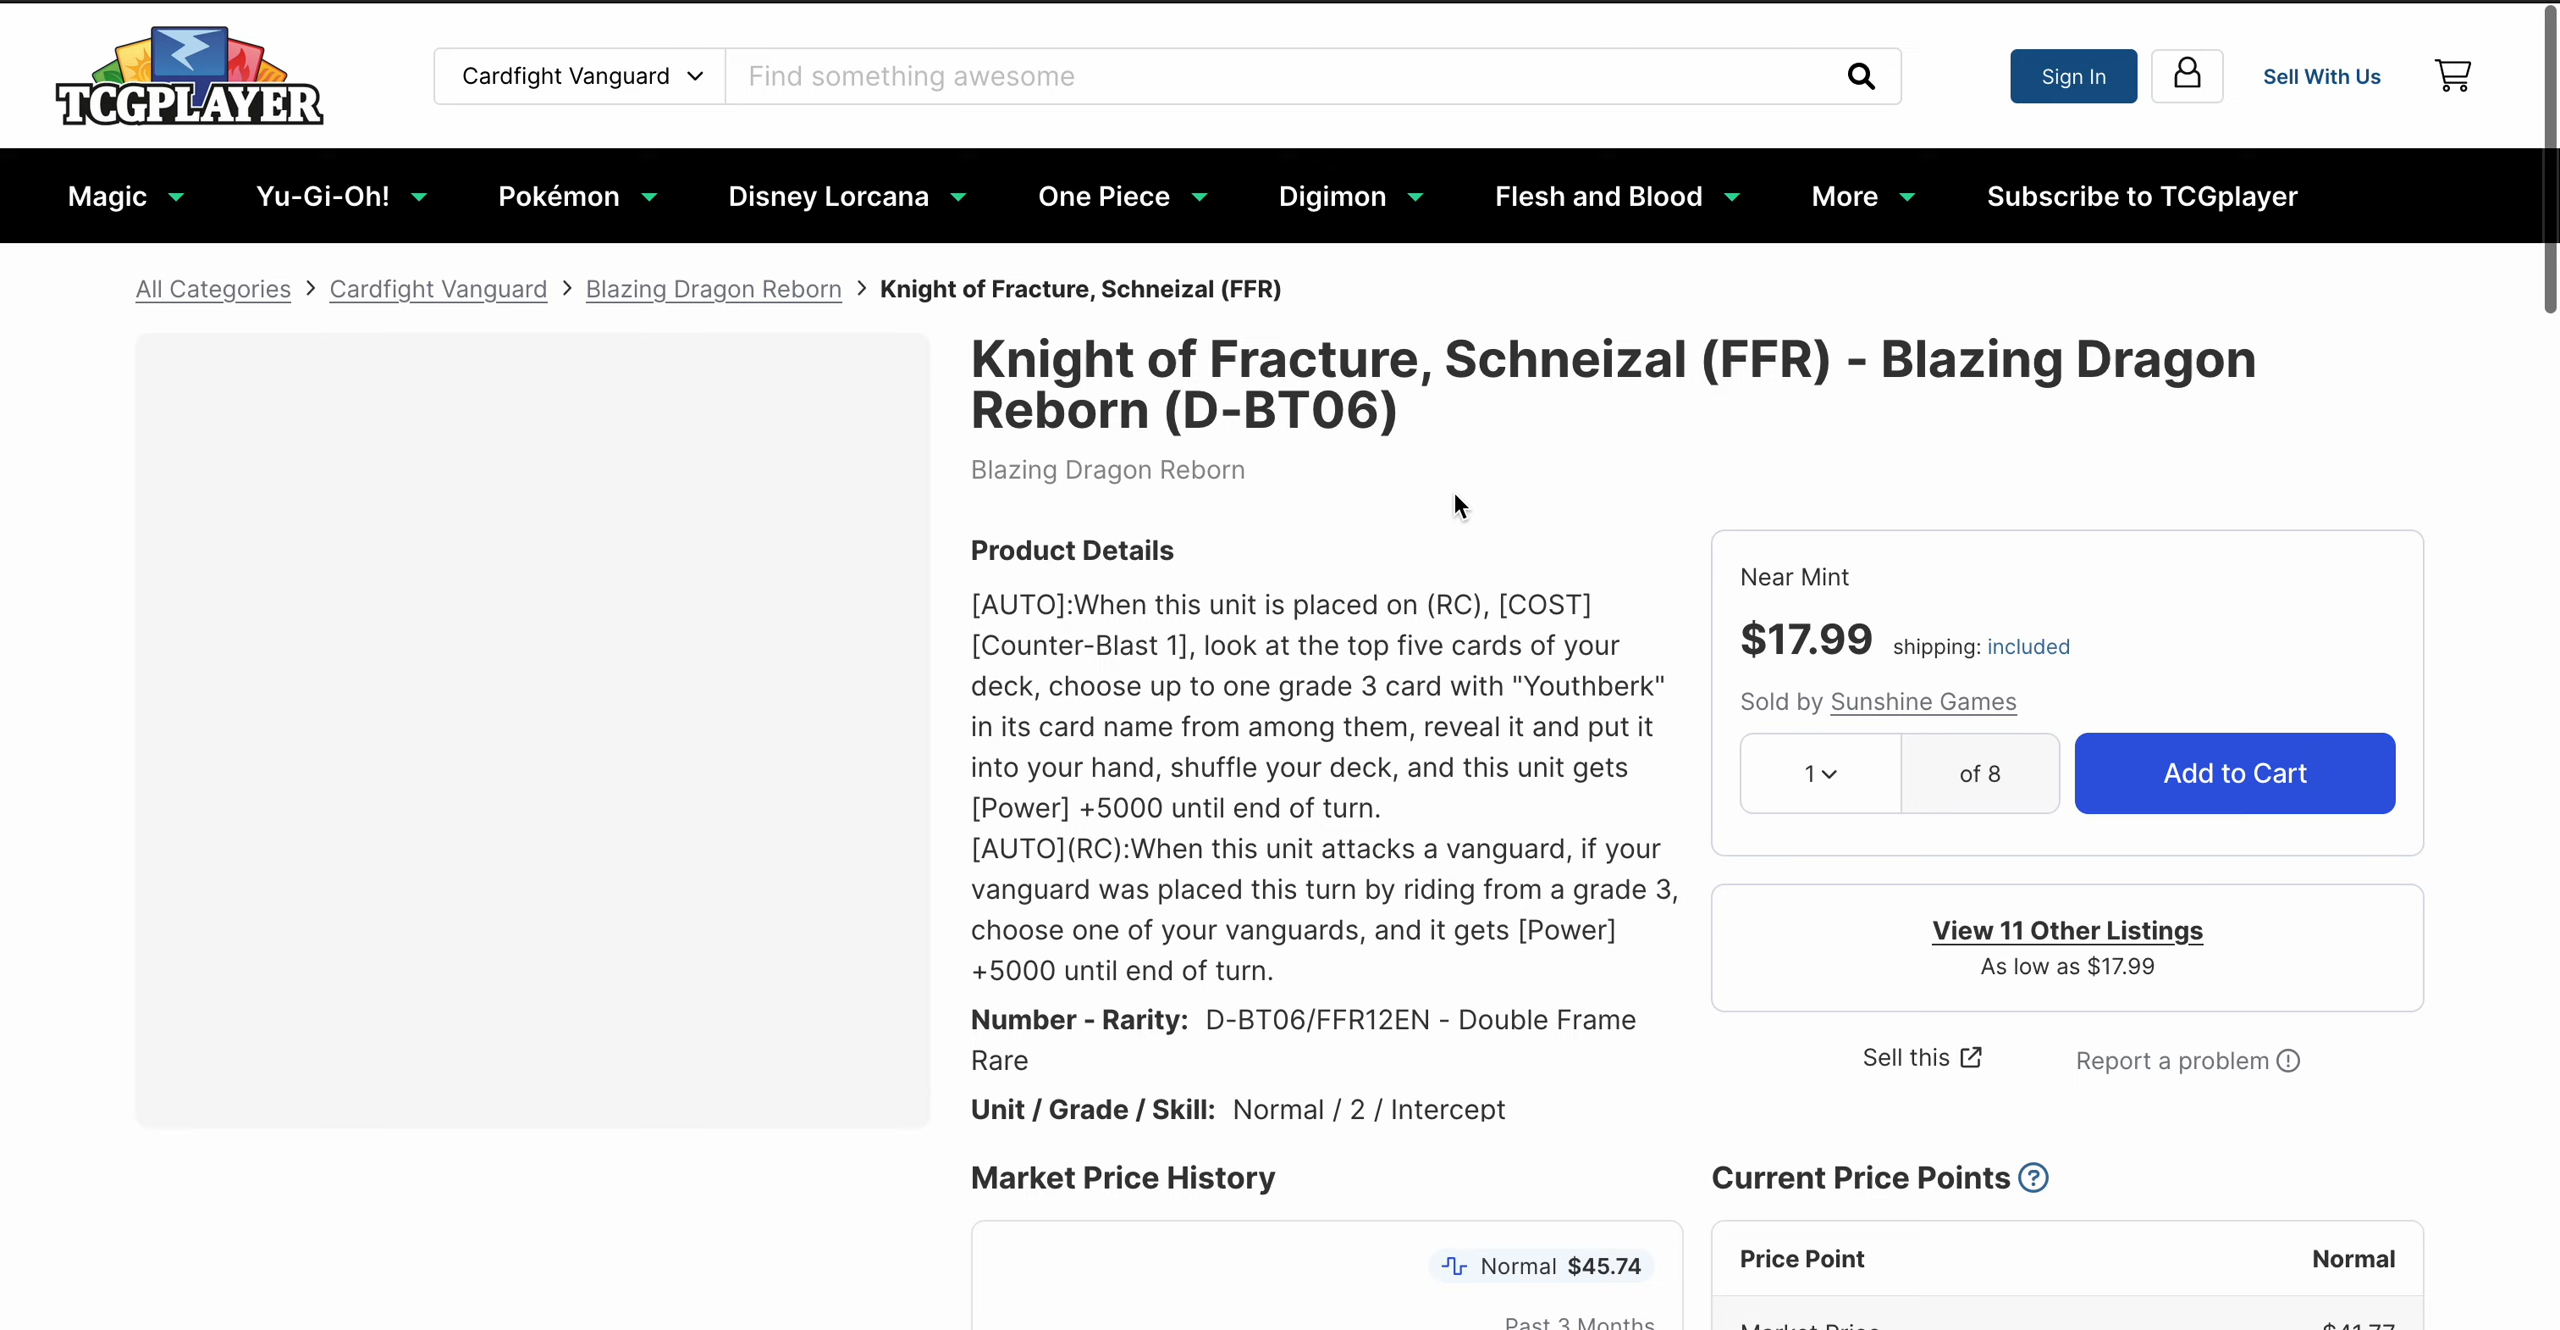 TCGPLAYER
Cardfight Vanguard
Find something awesome
Sign In
Sell With Us
Magic
Yu-Gi-Oh!
Pokémon
Disney Lorcana
One Piece
Digimon
Flesh and Blood
More
Subscribe to TCGplayer
All Categories > Cardfight Vanguard > Blazing Dragon Reborn > Knight of Fracture, Schneizal (FFR)
Knight of Fracture, Schneizal (FFR) - Blazing Dragon
Reborn (D-BT06)
Blazing Dragon Reborn
Product Details
[AUTO]:When this unit is placed on (RC), [COST]
[Counter-Blast 1], look at the top five cards of your
deck, choose up to one grade 3 card with "Youthberk"
in its card name from among them, reveal it and put it
into your hand, shuffle your deck, and this unit gets
[Power] +5000 until end of turn.
[AUTO](RC):When this unit attacks a vanguard, if your
vanguard was placed this turn by riding from a grade 3,
choose one of your vanguards, and it gets [Power]
+5000 until end of turn.
Number - Rarity: D-BT06/FFR12EN - Double Frame
Rare
Unit / Grade / Skill: Normal / 2 / Intercept
Near Mint
$17.99 shipping: included
Sold by Sunshine Games
1
of 8
Add to Cart
View 11 Other Listings
As low as $17.99
Sell this
Report a problem
Market Price History
Normal $45.74
Past 3 Months
Current Price Points
Price Point
Normal
Market Price
$41.77